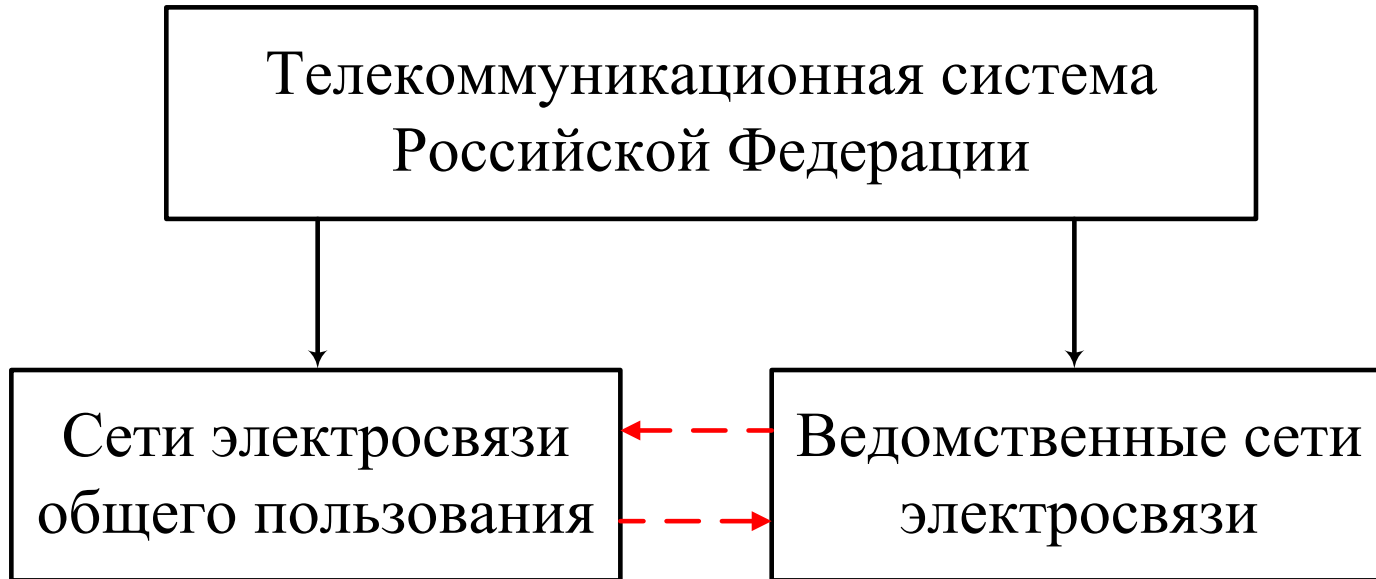 Телекоммуникационная система
Российской Федерации
Сети электросвязи
общего пользования
Ведомственные сети
электросвязи